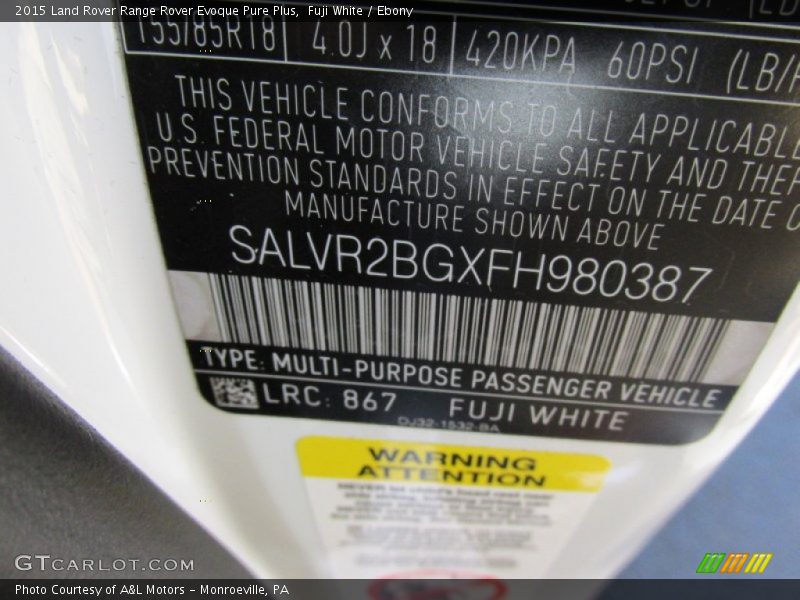 2015 Land Rover Range Rover Evoque Pure Plus, Fuji White / Ebony
T55/85R18 4.0J x 18 420KPA 60PSI
THIS VEHICLE CONFORMS TO ALL APPLICABLE
U.S. FEDERAL MOTOR VEHICLE SAFETY AND THEF
PREVENTION STANDARDS IN EFFECT ON THE DATE O
MANUFACTURE SHOWN ABOVE
SALVR2BGXFH980387
TYPE: MULTI-PURPOSE PASSENGER VEHICLE
LRC: 867 FUJI WHITE
WARNING
ATTENTION
GTCARLOT.COM
Photo Courtesy of A&L Motors - Monroeville, PA